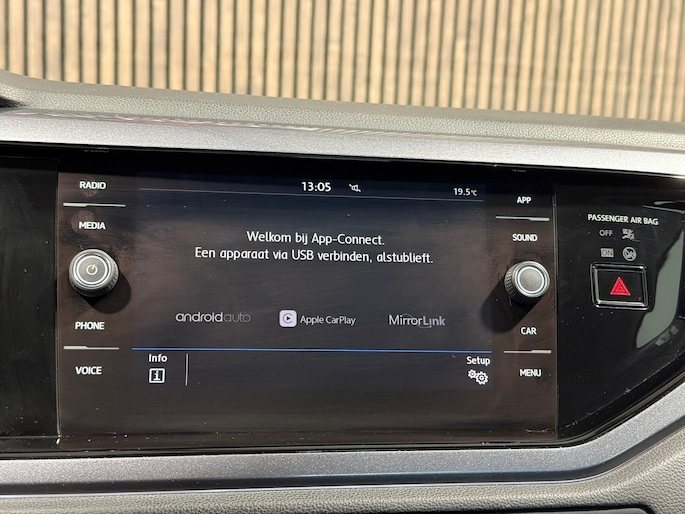 RADIO
MEDIA
PHONE
VOICE
13:05
19.5°C
Welkom bij App-Connect.
Een apparaat via USB verbinden, alstublieft.
androidauto
Apple CarPlay
MirrorLink
Info
Setup
APP
SOUND
CAR
MENU
PASSENGER AIR BAG
OFF
ON